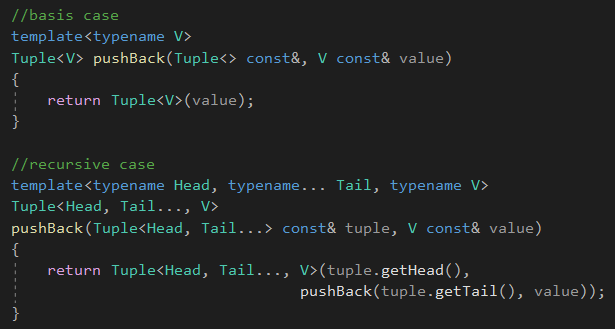 //basis case
template<typename V>
Tuple<V> pushBack(Tuple<> const&, V const& value)
{
    return Tuple<V>(value);
}

//recursive case
template<typename Head, typename... Tail, typename V>
Tuple<Head, Tail..., V>
pushBack(Tuple<Head, Tail...> const& tuple, V const& value)
{
    return Tuple<Head, Tail..., V>(tuple.getHead(),
                                   pushBack(tuple.getTail(), value));
}